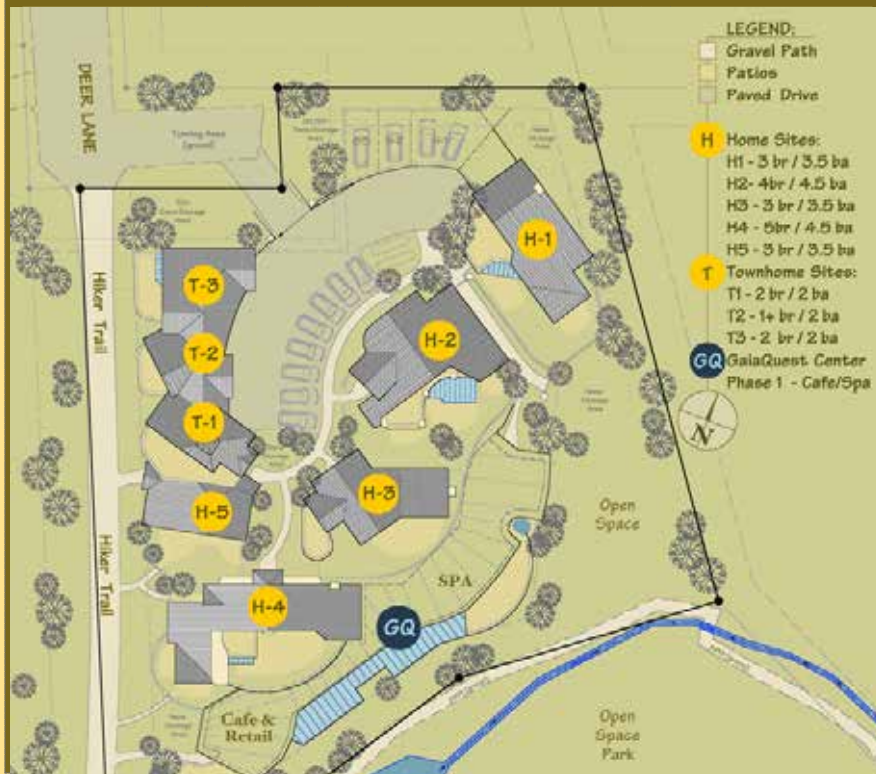 LEGEND:
Gravel Path
Patios
Paved Drive
H Home Sites:
H1 - 3 br / 3.5 ba
H2- 4br / 4.5 ba
H3 - 3 br / 3.5 ba
H4 - 5br / 4.5 ba
H5 - 3 br / 3.5 ba
T Townhome Sites:
T1 - 2 br / 2 ba
T2 - 1+ br / 2 ba
T3 - 2 br / 2 ba
GQ GaiaQuest Center
Phase 1 - Cafe/Spa
N
DEER LANE
Turning Area
(gravel)
H-1
T-3
H-2
T-2
T-1
Hiker Trail
H-3
H-5
Open
Space
Hiker Trail
SPA
H-4
GQ
Cafe &
Retail
Open
Space
Park